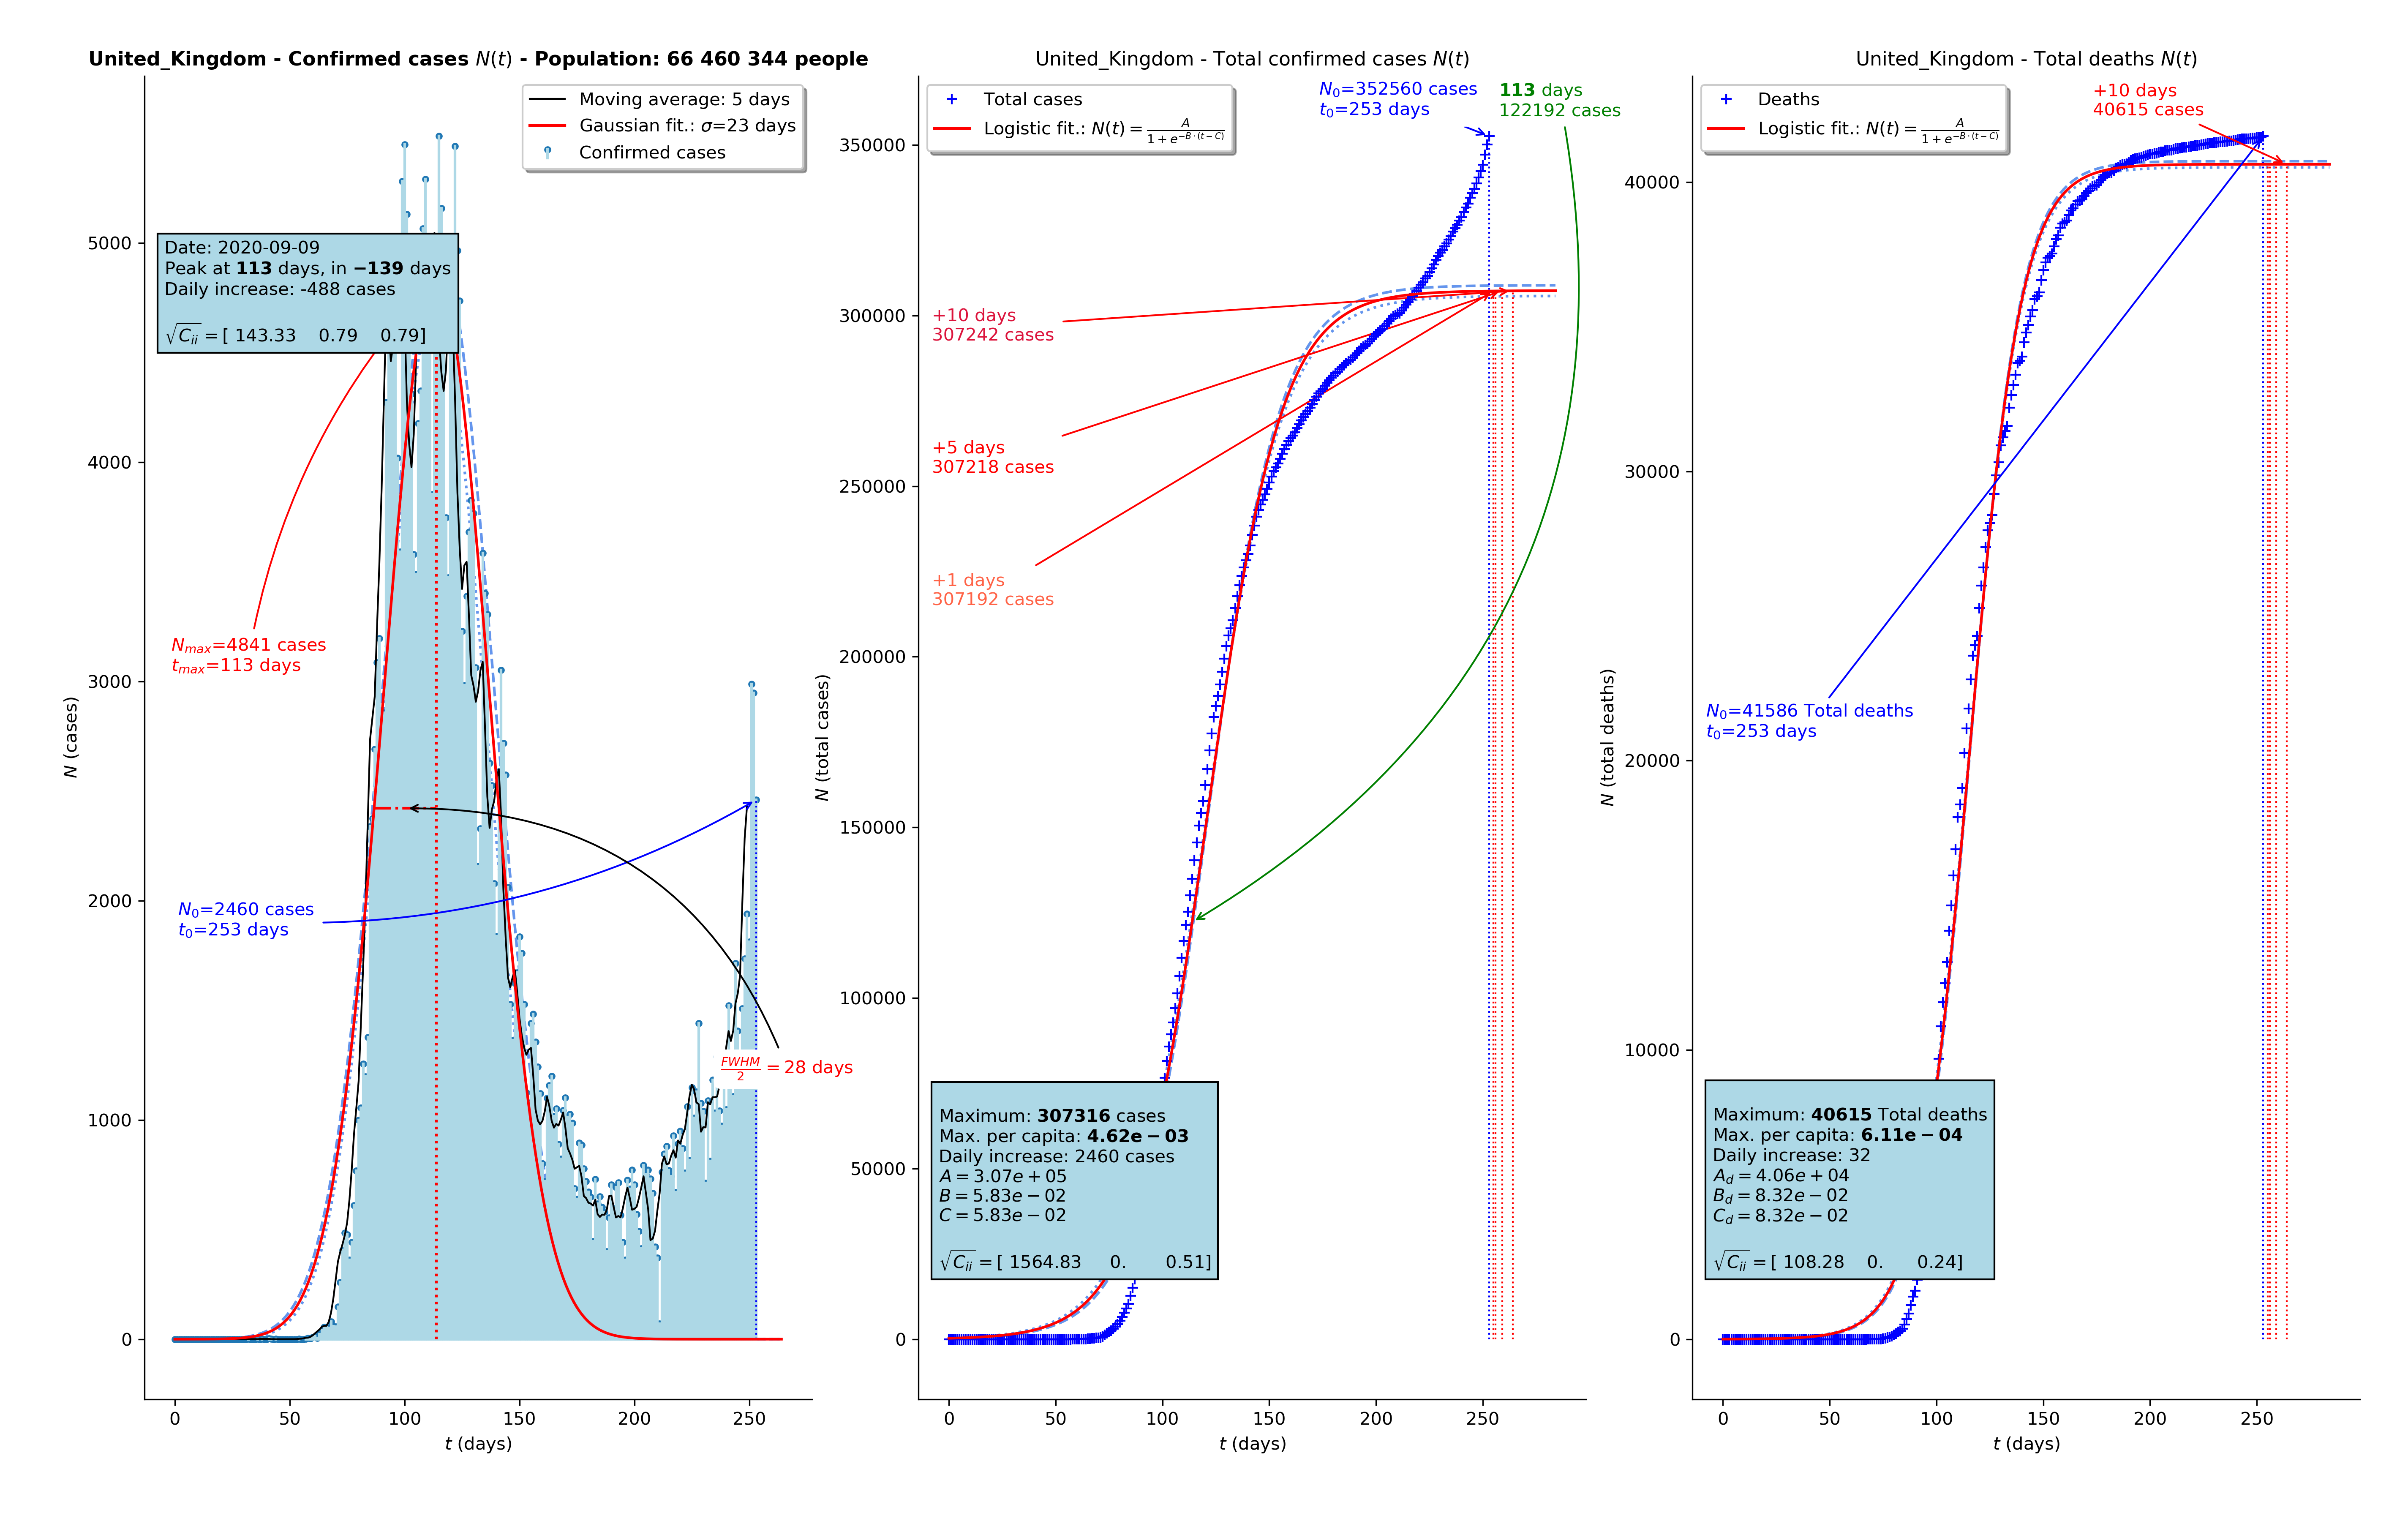 United_Kingdom - Confirmed cases N(t) - Population: 66 460 344 people
Moving average: 5 days
Gaussian fit.: σ=23 days
Confirmed cases
Date: 2020-09-09
Peak at 113 days, in −139 days
Daily increase: -488 cases
√Cii = [ 143.33 0.79 0.79]
Nmax=4841 cases
tmax=113 days
N0=2460 cases
t0=253 days
FWHM/2 = 28 days
5000
4000
3000
2000
1000
0
N (cases)
0 50 100 150 200 250
t (days)
United_Kingdom - Total confirmed cases N(t)
Total cases
Logistic fit.: N(t) = A/(1 + e^−B·(t−C))
N0=352560 cases
t0=253 days
113 days
122192 cases
+10 days
307242 cases
+5 days
307218 cases
+1 days
307192 cases
Maximum: 307316 cases
Max. per capita: 4.62e − 03
Daily increase: 2460 cases
A = 3.07e + 05
B = 5.83e − 02
C = 5.83e − 02
√Cii = [ 1564.83 0. 0.51]
350000
300000
250000
200000
150000
100000
50000
0
N (total cases)
0 50 100 150 200 250
t (days)
United_Kingdom - Total deaths N(t)
Deaths
Logistic fit.: N(t) = A/(1 + e^−B·(t−C))
+10 days
40615 cases
N0=41586 Total deaths
t0=253 days
Maximum: 40615 Total deaths
Max. per capita: 6.11e − 04
Daily increase: 32
Ad = 4.06e + 04
Bd = 8.32e − 02
Cd = 8.32e − 02
√Cii = [ 108.28 0. 0.24]
40000
30000
20000
10000
0
N (total deaths)
0 50 100 150 200 250
t (days)